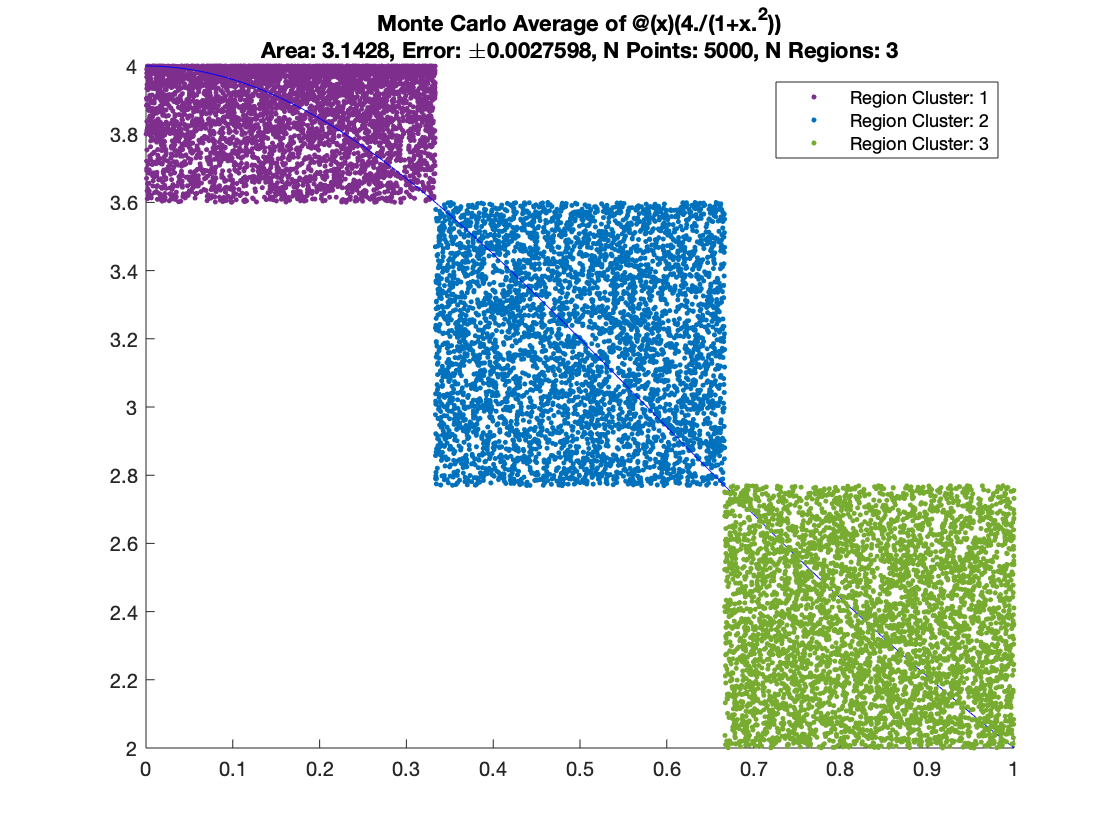 Monte Carlo Average of @(x)(4./(1+x.²))
Area: 3.1428, Error: ±0.0027598, N Points: 5000, N Regions: 3
Region Cluster: 1
Region Cluster: 2
Region Cluster: 3
4
3.8
3.6
3.4
3.2
3
2.8
2.6
2.4
2.2
2
0 0.1 0.2 0.3 0.4 0.5 0.6 0.7 0.8 0.9 1